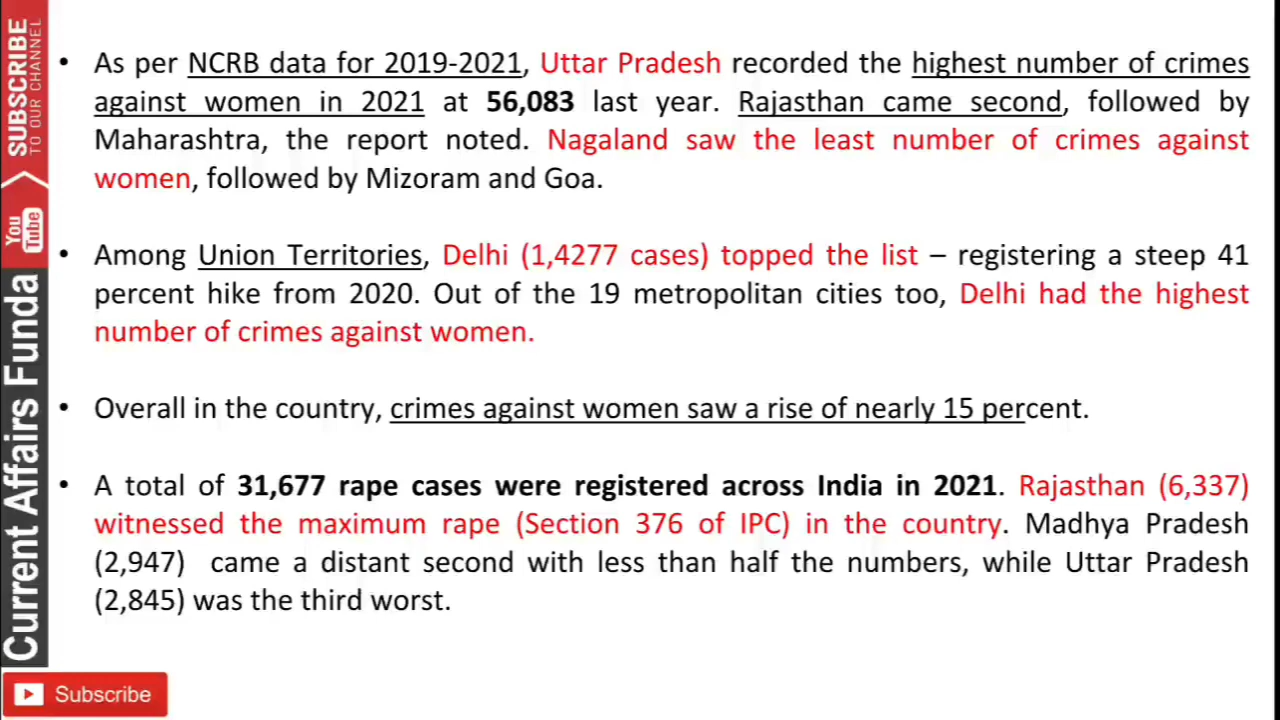 • As per NCRB data for 2019-2021, Uttar Pradesh recorded the highest number of crimes
against women in 2021 at 56,083 last year. Rajasthan came second, followed by
Maharashtra, the report noted. Nagaland saw the least number of crimes against
women, followed by Mizoram and Goa.
• Among Union Territories, Delhi (1,4277 cases) topped the list – registering a steep 41
percent hike from 2020. Out of the 19 metropolitan cities too, Delhi had the highest
number of crimes against women.
• Overall in the country, crimes against women saw a rise of nearly 15 percent.
• A total of 31,677 rape cases were registered across India in 2021. Rajasthan (6,337)
witnessed the maximum rape (Section 376 of IPC) in the country. Madhya Pradesh
(2,947) came a distant second with less than half the numbers, while Uttar Pradesh
(2,845) was the third worst.
SUBSCRIBE
TO OUR CHANNEL
You
Tube
Current Affairs Funda
Subscribe